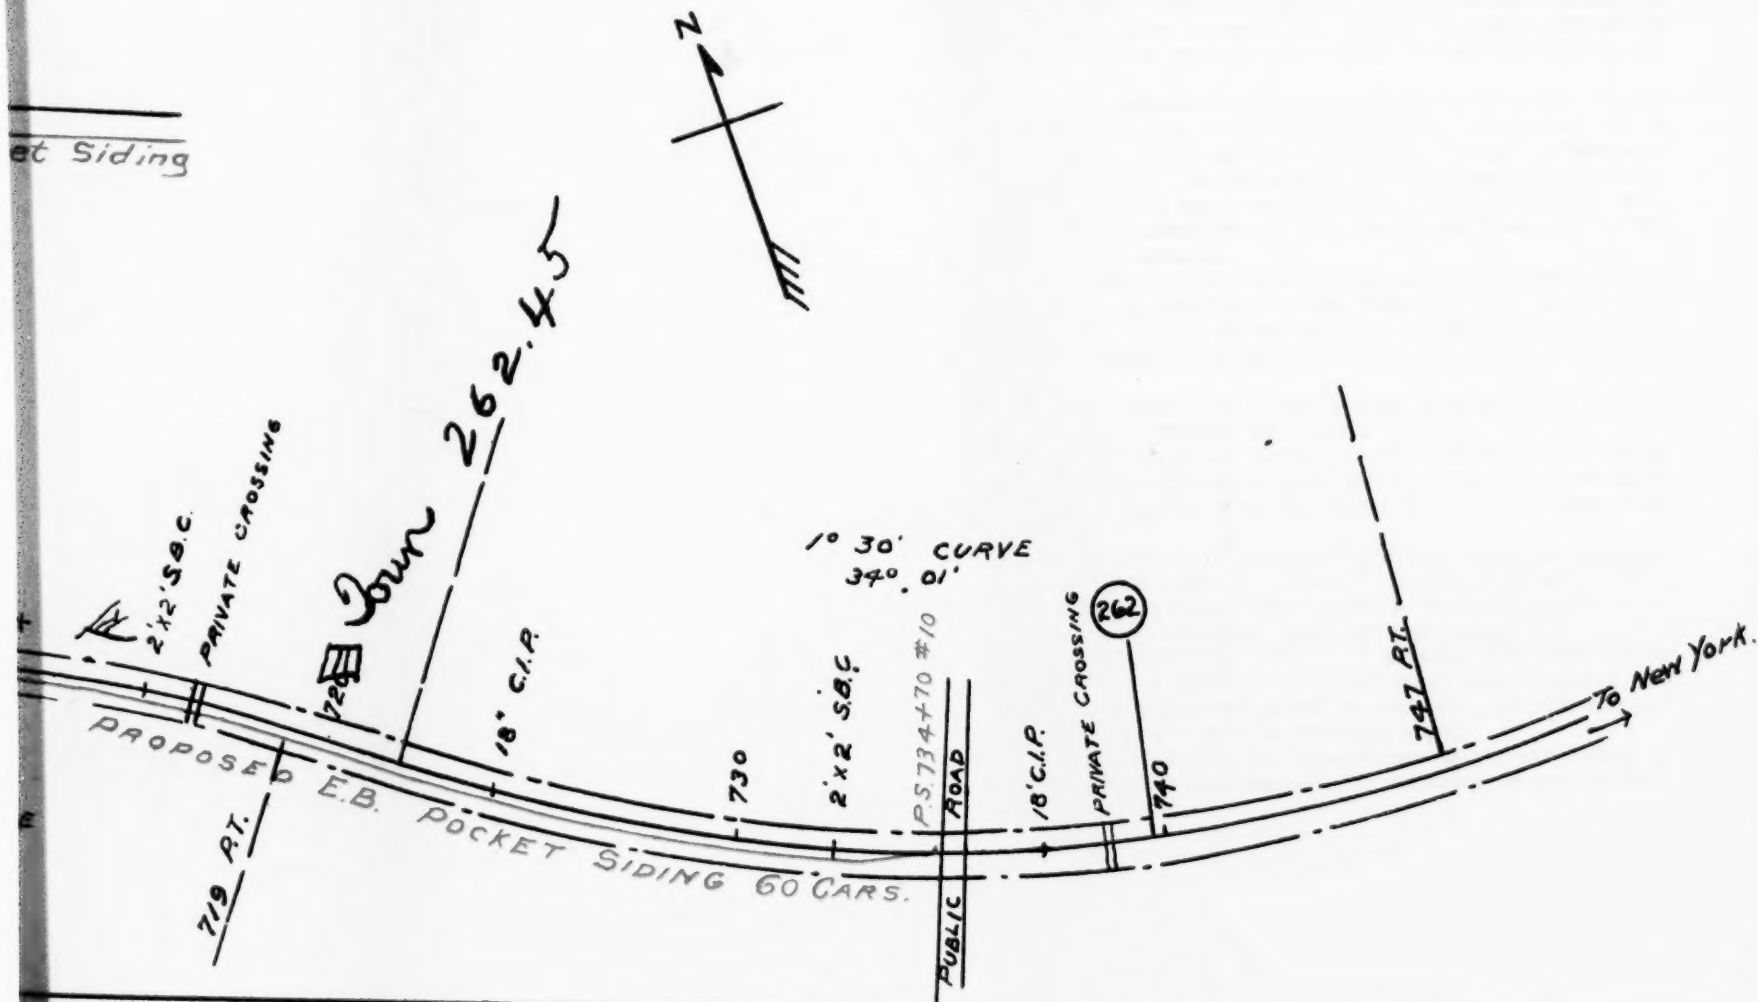 N
et Siding
262.45
2'x2' S.B.C.
PRIVATE CROSSING
720
18" C.I.P.
1° 30' CURVE
34°. 01'
730
2'x2' S.B.C.
P.S. 734+70 #10
PUBLIC ROAD
18" C.I.P.
PRIVATE CROSSING
262
740
747 P.T.
To New York.
719 P.T.
PROPOSED E.B. POCKET SIDING 60 CARS.